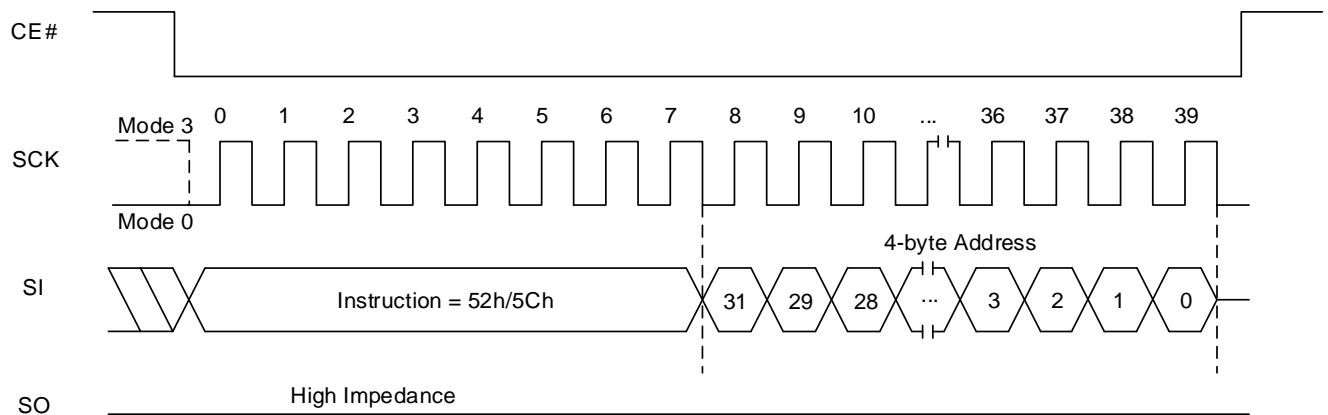 CE#
0 1 2 3 4 5 6 7 8 9 10 ... 36 37 38 39
Mode 3
SCK
Mode 0
4-byte Address
SI
Instruction = 52h/5Ch 31 29 28 ... 3 2 1 0
High Impedance
SO